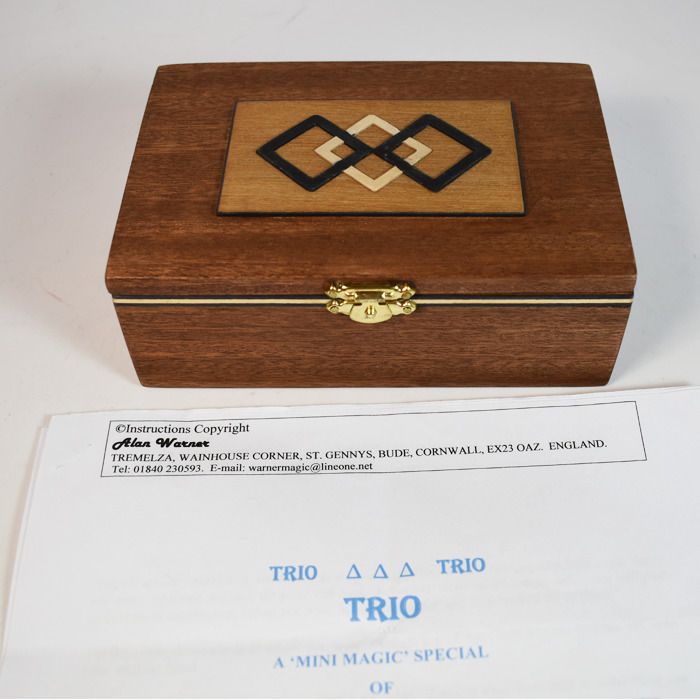 ©Instructions Copyright
Alan Warner
TREMELZA, WAINHOUSE CORNER, ST. GENNYS, BUDE, CORNWALL, EX23 OAZ. ENGLAND.
Tel: 01840 230593. E-mail: warnermagic@lineone.net
TRIO Δ Δ Δ TRIO
TRIO
A ‘MINI MAGIC’ SPECIAL
OF